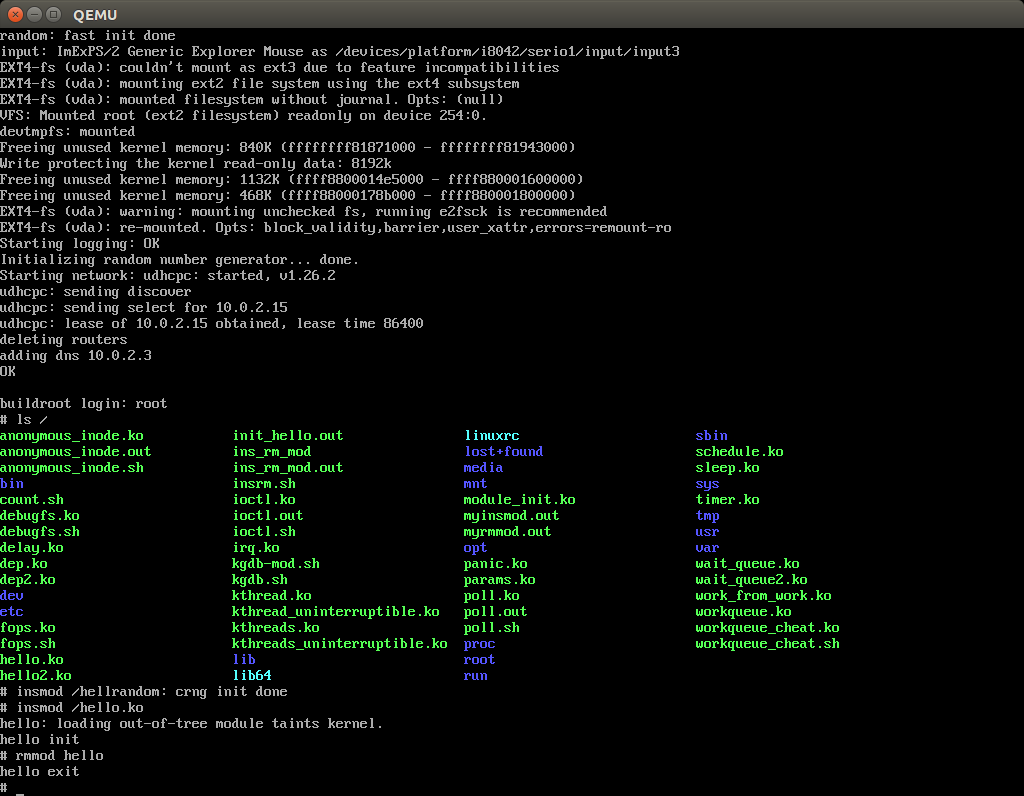 QEMU
random: fast init done
input: ImExPS/2 Generic Explorer Mouse as /devices/platform/i8042/serio1/input/input3
EXT4-fs (vda): couldn't mount as ext3 due to feature incompatibilities
EXT4-fs (vda): mounting ext2 file system using the ext4 subsystem
EXT4-fs (vda): mounted filesystem without journal. Opts: (null)
VFS: Mounted root (ext2 filesystem) readonly on device 254:0.
devtmpfs: mounted
Freeing unused kernel memory: 840K (ffffffff81871000 - ffffffff81943000)
Write protecting the kernel read-only data: 8192k
Freeing unused kernel memory: 1132K (ffff8800014e5000 - ffff880001600000)
Freeing unused kernel memory: 468K (ffff88000178b000 - ffff880001800000)
EXT4-fs (vda): warning: mounting unchecked fs, running e2fsck is recommended
EXT4-fs (vda): re-mounted. Opts: block_validity,barrier,user_xattr,errors=remount-ro
Starting logging: OK
Initializing random number generator... done.
Starting network: udhcpc: started, v1.26.2
udhcpc: sending discover
udhcpc: sending select for 10.0.2.15
udhcpc: lease of 10.0.2.15 obtained, lease time 86400
deleting routers
adding dns 10.0.2.3
OK
buildroot login: root
# ls /
anonymous_inode.ko init_hello.out linuxrc sbin
anonymous_inode.out ins_rm_mod lost+found schedule.ko
anonymous_inode.sh ins_rm_mod.out media sleep.ko
bin insrm.sh mnt sys
count.sh ioctl.ko module_init.ko timer.ko
debugfs.ko ioctl.out myinsmod.out tmp
debugfs.sh ioctl.sh myrmmod.out usr
delay.ko irq.ko opt var
dep.ko kgdb-mod.sh panic.ko wait_queue.ko
dep2.ko kgdb.sh params.ko wait_queue2.ko
dev kthread.ko poll.ko work_from_work.ko
etc kthread_uninterruptible.ko poll.out workqueue.ko
fops.ko kthreads.ko poll.sh workqueue_cheat.ko
fops.sh kthreads_uninterruptible.ko proc workqueue_cheat.sh
hello.ko lib root
hello2.ko lib64 run
# insmod /hellrandom: crng init done
# insmod /hello.ko
hello: loading out-of-tree module taints kernel.
hello init
# rmmod hello
hello exit
# _